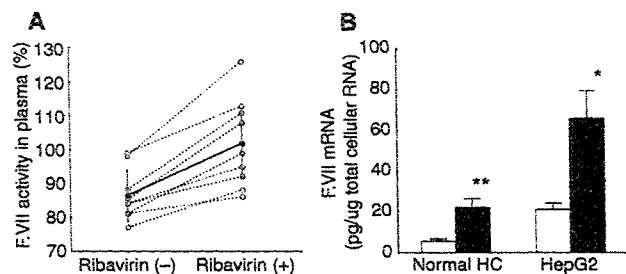 A
F.VII activity in plasma (%)
130
120
110
100
90
80
70
Ribavirin (–)
Ribavirin (+)
B
F.VII mRNA
(pg/ug total cellular RNA)
100
80
60
40
20
0
**
*
Normal HC
HepG2